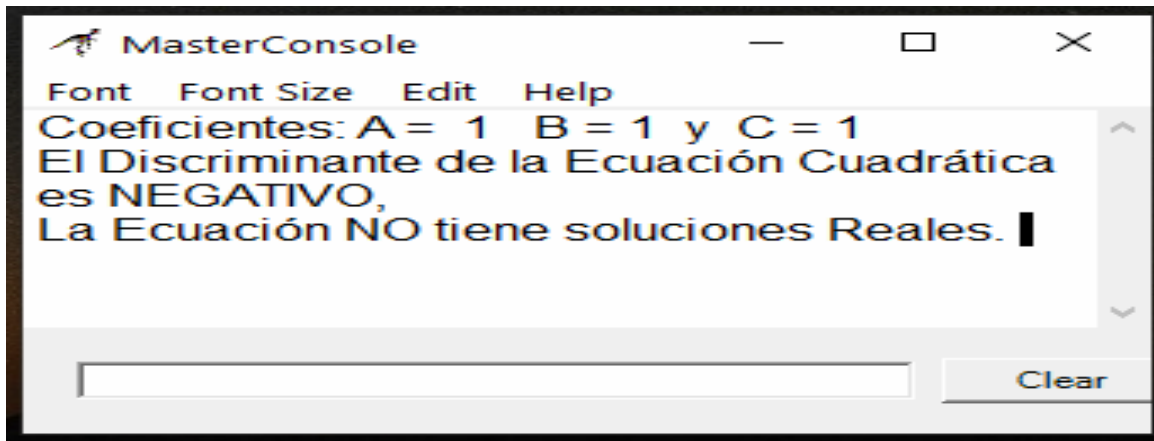 MasterConsole
Font Font Size Edit Help
Coeficientes: A = 1 B = 1 y C = 1
El Discriminante de la Ecuación Cuadrática
es NEGATIVO,
La Ecuación NO tiene soluciones Reales.
Clear